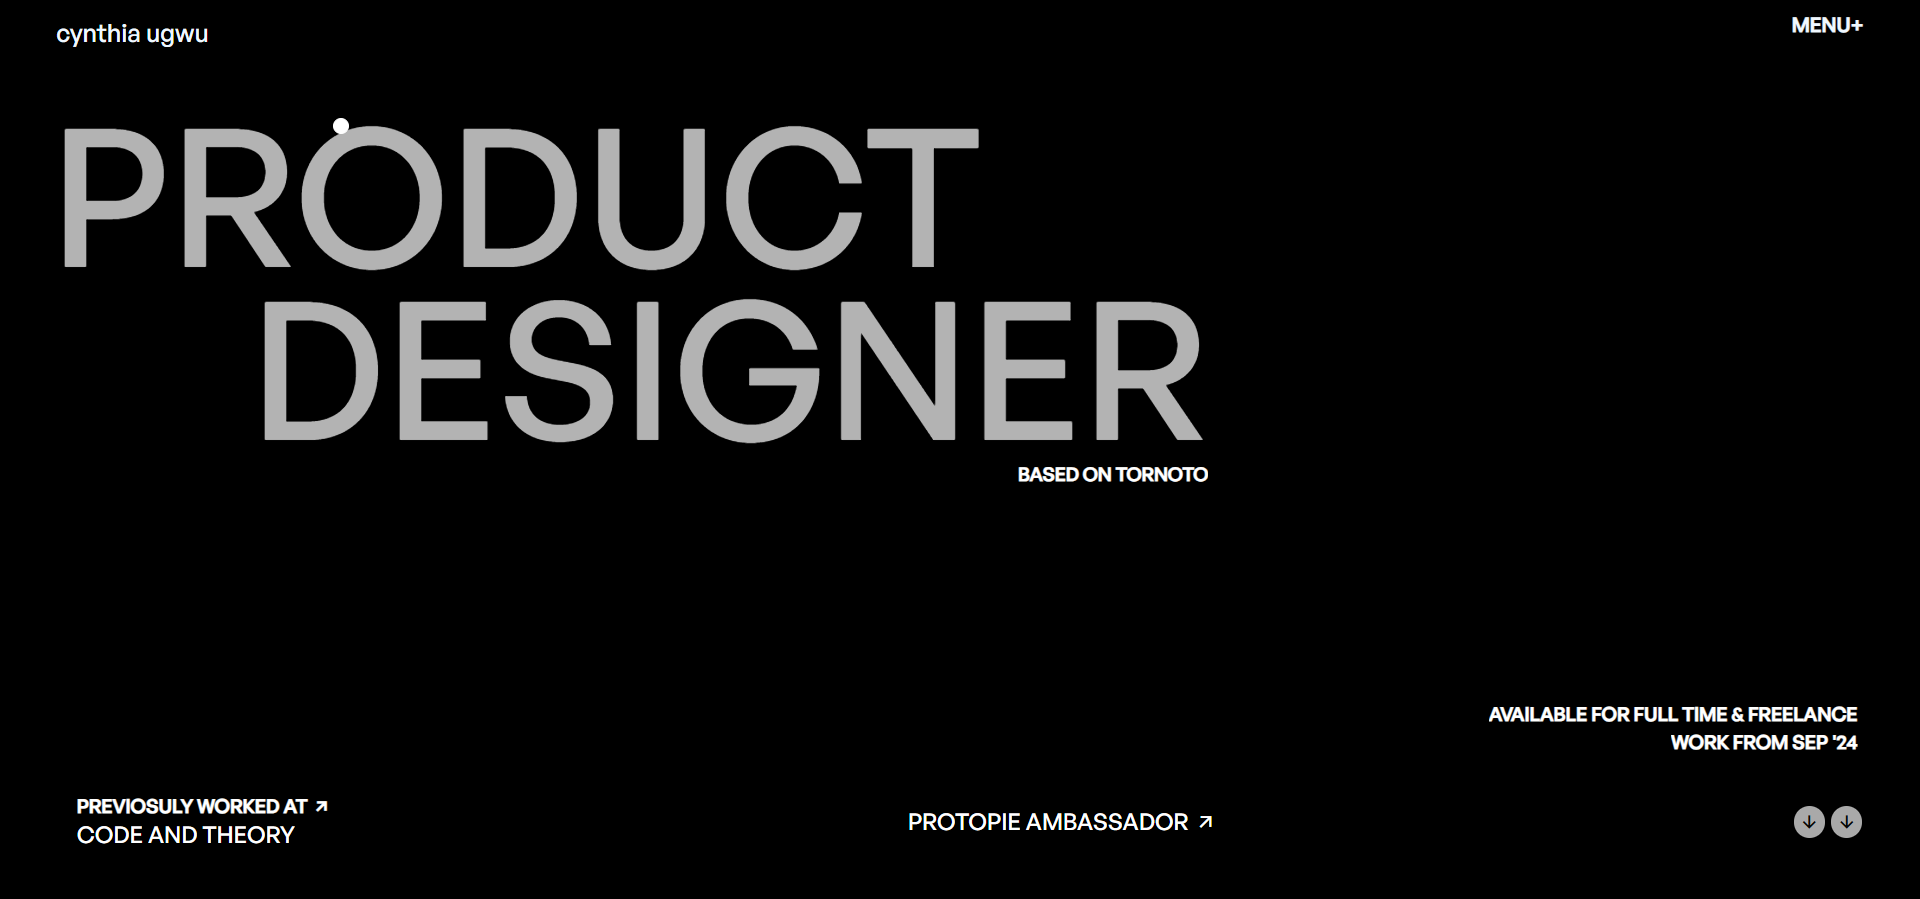 cynthia ugwu
MENU+
PRODUCT
DESIGNER
BASED ON TORNOTO
AVAILABLE FOR FULL TIME & FREELANCE
WORK FROM SEP '24
PREVIOSULY WORKED AT ↗
CODE AND THEORY
PROTOPIE AMBASSADOR ↗